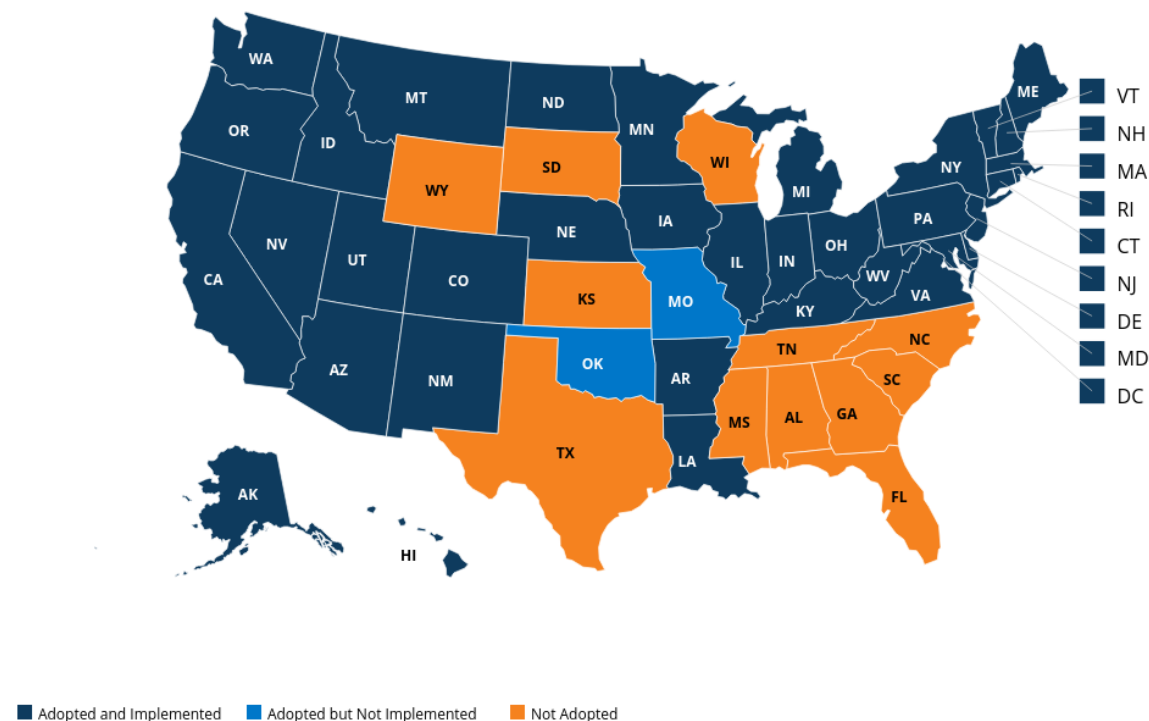 WA
MT
ND
MN
ME
VT
OR
ID
SD
WI
NH
WY
MI
NY
MA
IA
PA
RI
NE
NV
UT
CO
IL
IN
OH
CT
CA
WV
VA
NJ
KS
MO
KY
DE
AZ
NM
OK
AR
TN
NC
MD
SC
DC
TX
LA
MS
AL
GA
AK
FL
HI
Adopted and Implemented Adopted but Not Implemented Not Adopted